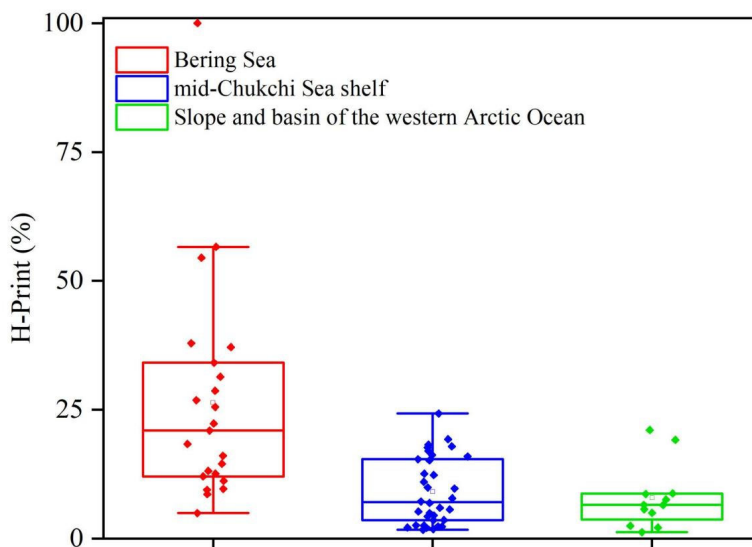 100
Bering Sea
mid-Chukchi Sea shelf
Slope and basin of the western Arctic Ocean
75
H-Print (%)
50
25
0